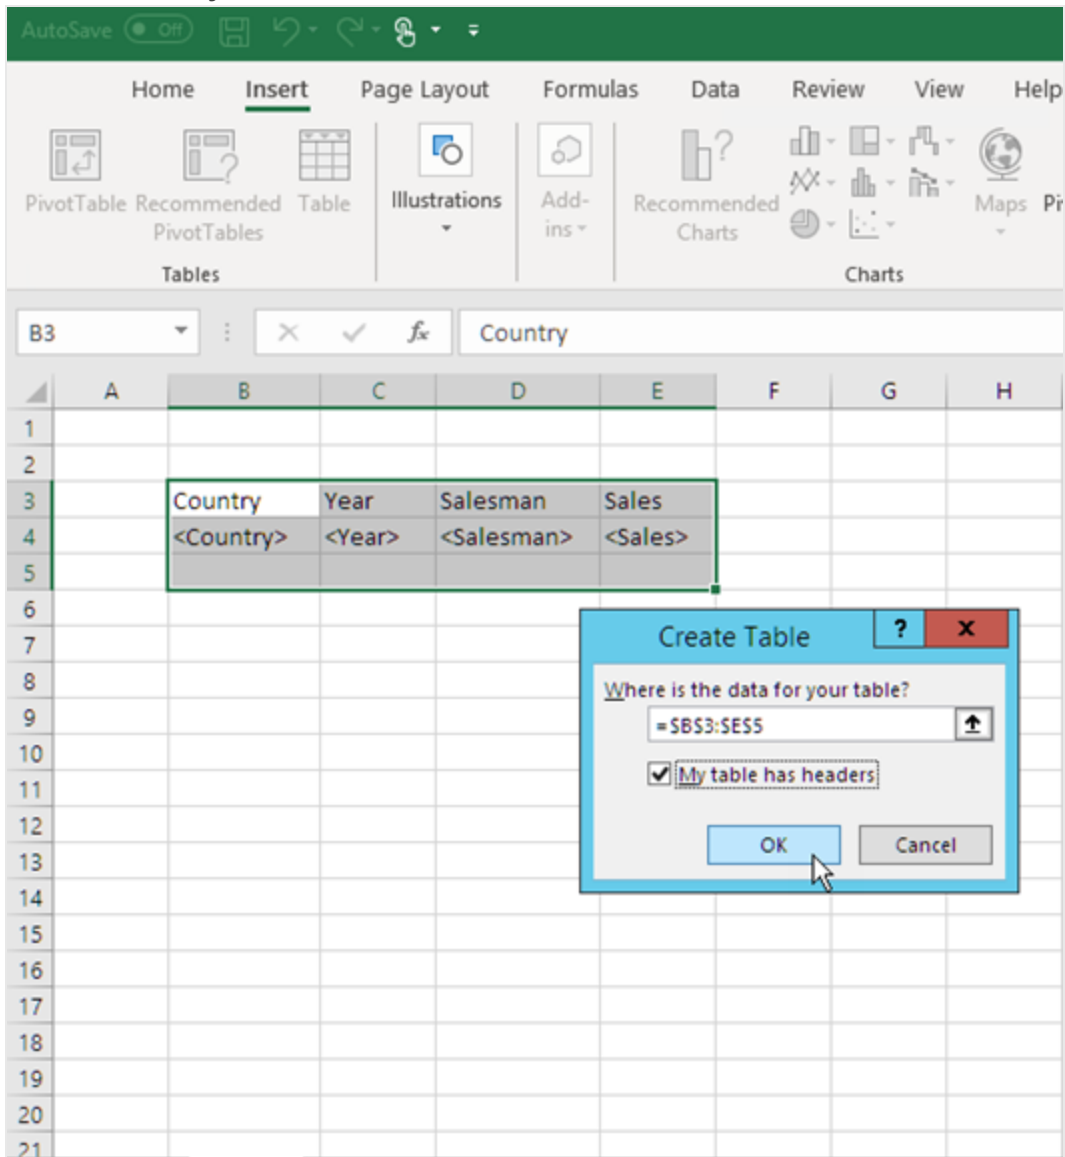 AutoSave Off
Home Insert Page Layout Formulas Data Review View Help
PivotTable Recommended PivotTables Table Illustrations Add-ins Recommended Charts Maps
Tables Charts
B3 fx Country
A B C D E F G H
1
2
3 Country Year Salesman Sales
4 <Country> <Year> <Salesman> <Sales>
5
6
7
8
9
10
11
12
13
14
15
16
17
18
19
20
21
Create Table ? x
Where is the data for your table?
=$B$3:$E$5
My table has headers
OK Cancel